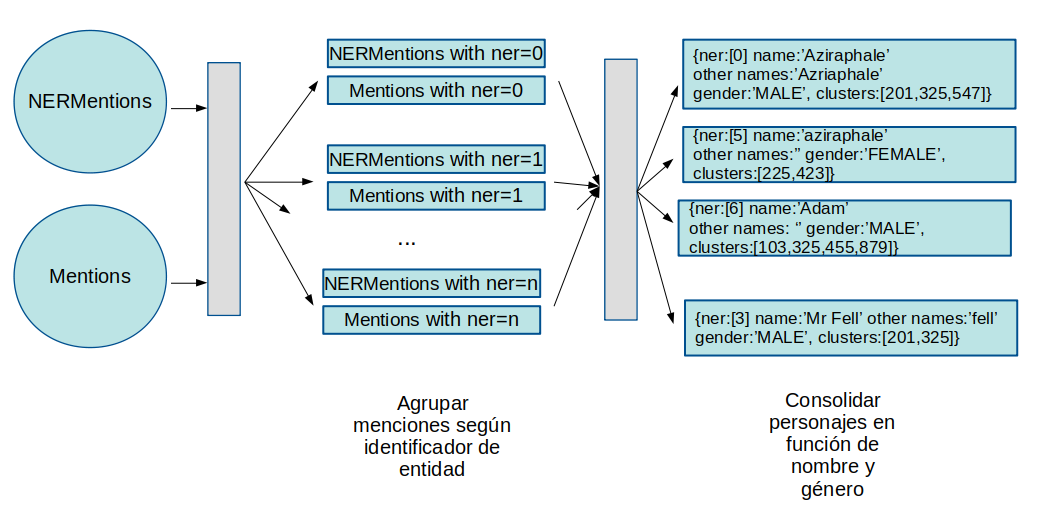 NERMentions
Mentions
NERMentions with ner=0
Mentions with ner=0
NERMentions with ner=1
Mentions with ner=1
...
NERMentions with ner=n
Mentions with ner=n
Agrupar
menciones según
identificador de
entidad
{ner:[0] name:’Aziraphale’
other names:’Azriaphale’
gender:’MALE’, clusters:[201,325,547]}
{ner:[5] name:’aziraphale’
other names:’’ gender:’FEMALE’,
clusters:[225,423]}
{ner:[6] name:’Adam’
other names: ‘’ gender:’MALE’,
clusters:[103,325,455,879]}
{ner:[3] name:’Mr Fell’ other names:’fell’
gender:’MALE’, clusters:[201,325]}
Consolidar
personajes en
función de
nombre y
género